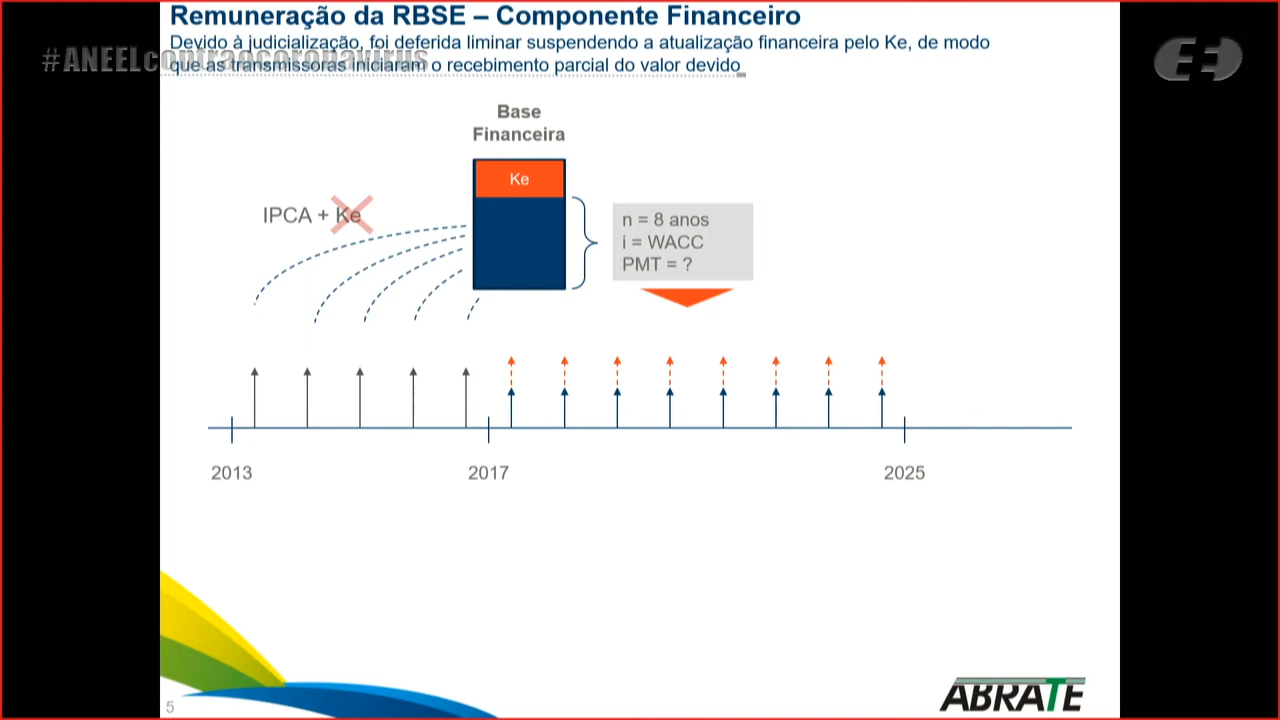 Remuneração da RBSE – Componente Financeiro
Devido à judicialização, foi deferida liminar suspendendo a atualização financeira pelo Ke, de modo
que as transmissoras iniciaram o recebimento parcial do valor devido
#ANEELcontraocoronavirus
Base
Financeira
Ke
IPCA + Ke
n = 8 anos
i = WACC
PMT = ?
2013
2017
2025
5
ABRATE